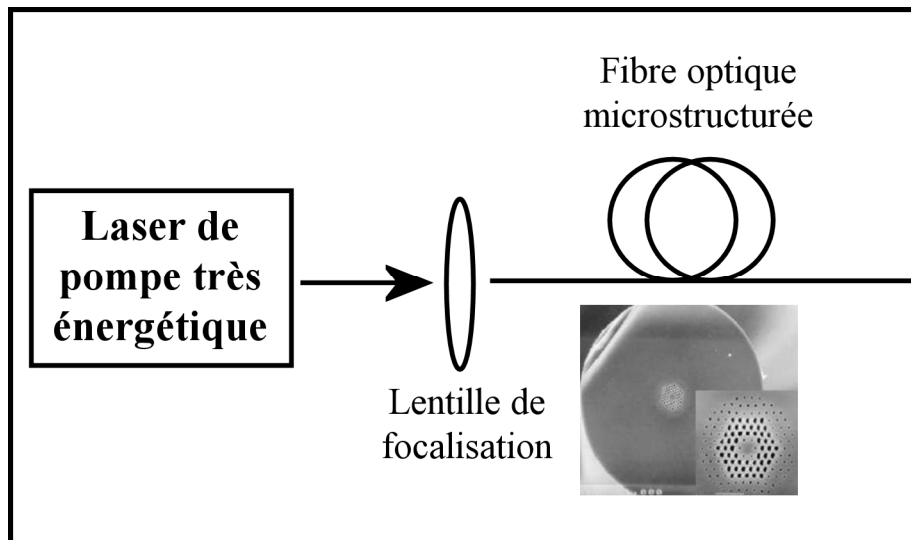 Fibre optique
microstructurée
Laser de
pompe très
énergétique
Lentille de
focalisation